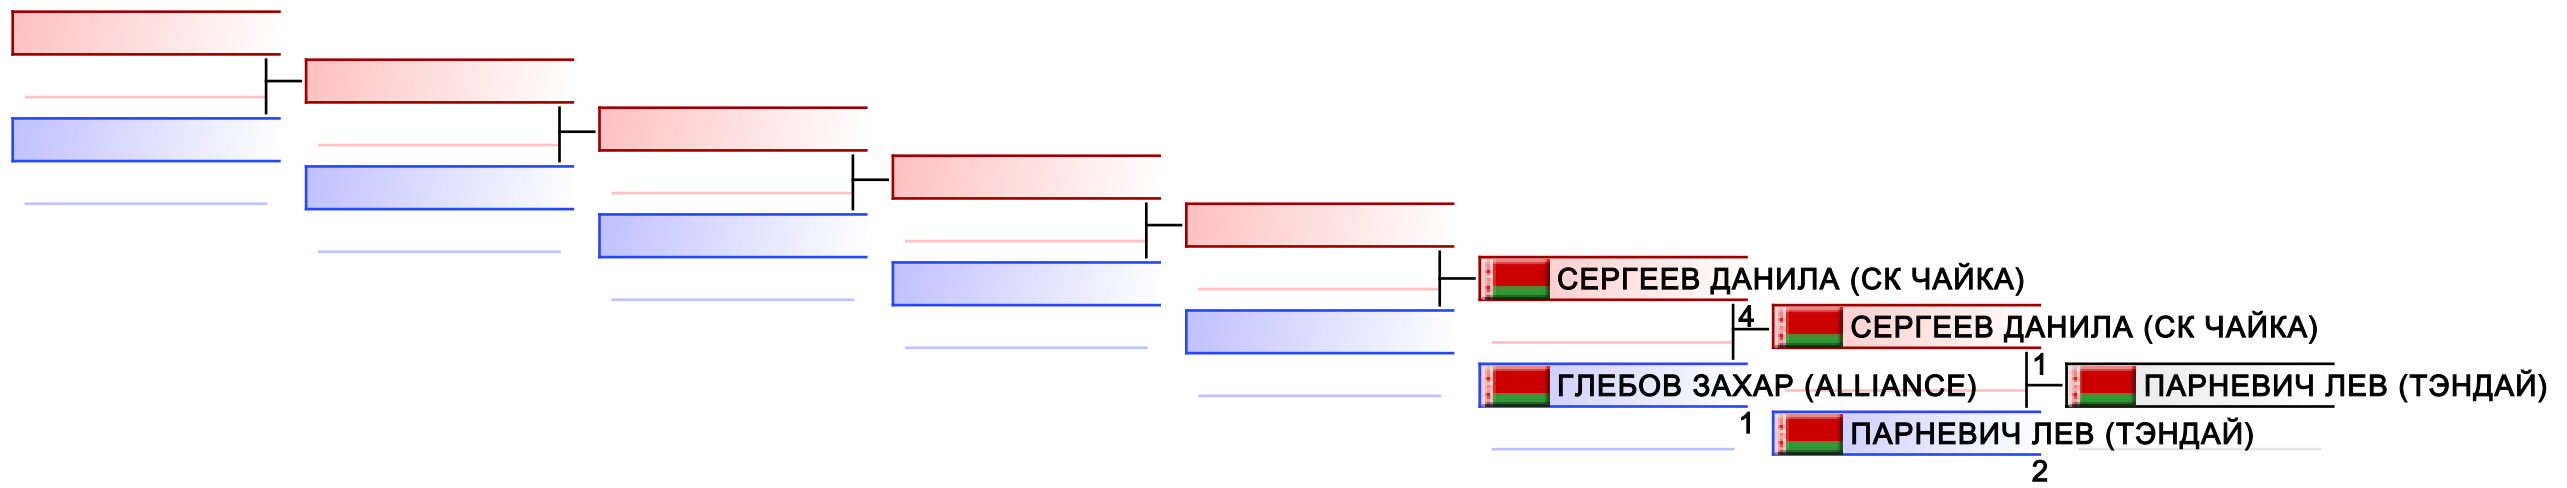 СЕРГЕЕВ ДАНИЛА (СК ЧАЙКА)
4
СЕРГЕЕВ ДАНИЛА (СК ЧАЙКА)
ГЛЕБОВ ЗАХАР (ALLIANCE)
1
1
ПАРНЕВИЧ ЛЕВ (ТЭНДАЙ)
ПАРНЕВИЧ ЛЕВ (ТЭНДАЙ)
2